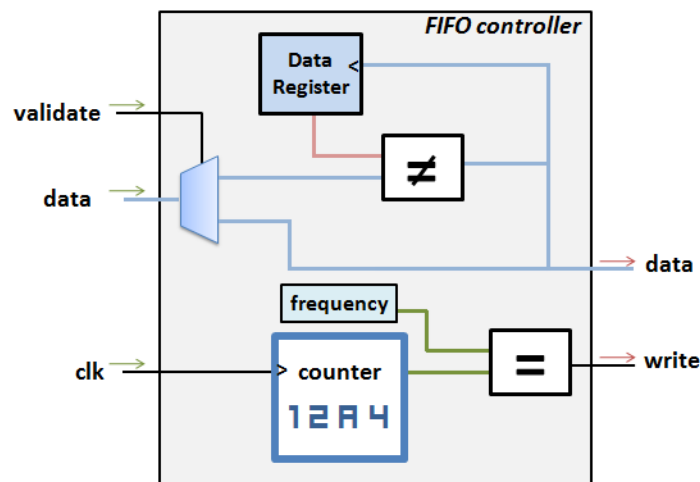 FIFO controller
Data
Register
<
validate
≠
data
data
frequency
=
write
clk
> counter
12A4